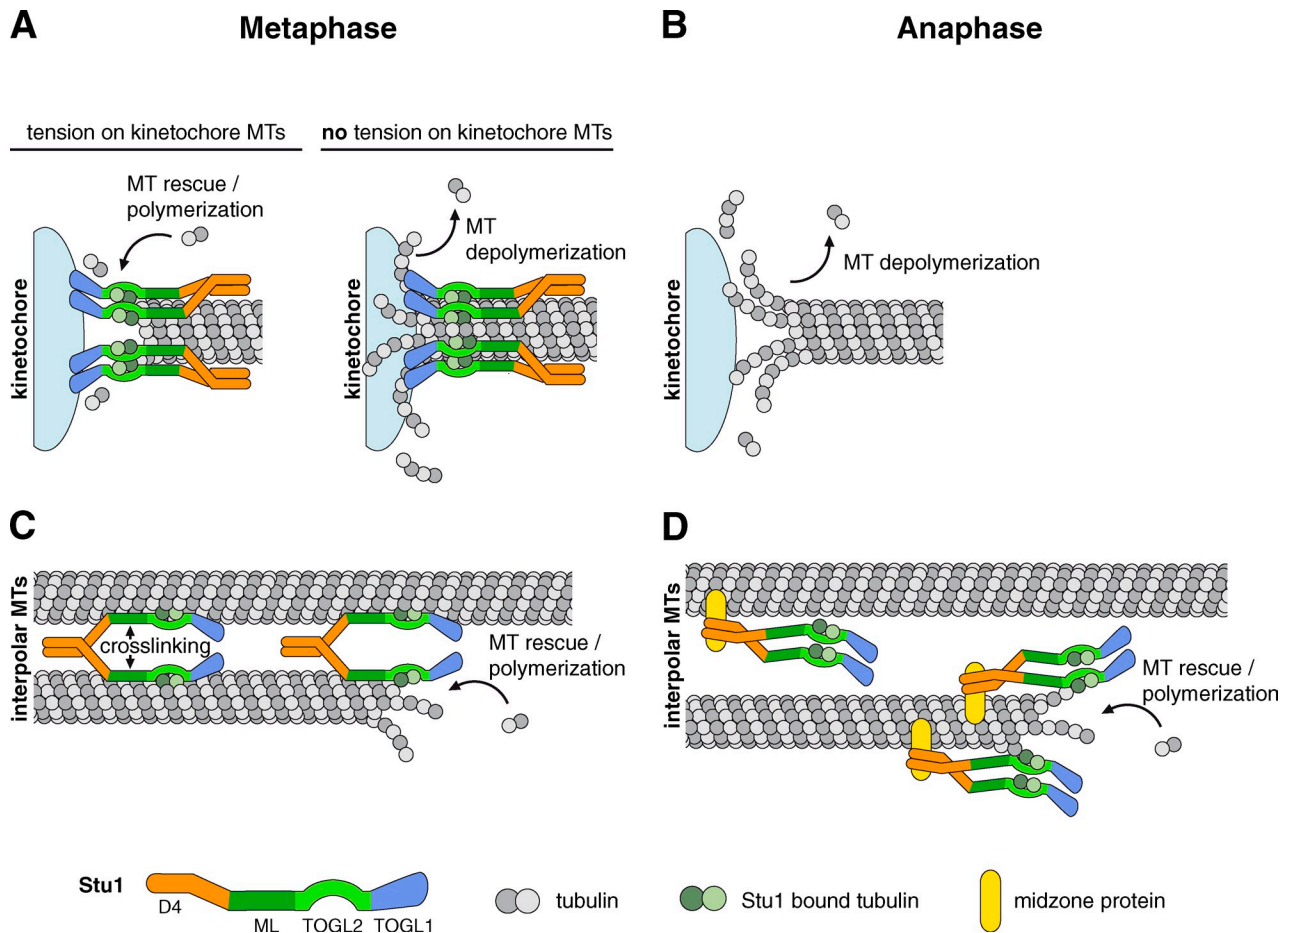 A
Metaphase
B
Anaphase
tension on kinetochore MTs
no tension on kinetochore MTs
MT rescue /
polymerization
MT
depolymerization
MT depolymerization
kinetochore
kinetochore
kinetochore
C
D
interpolar MTs
crosslinking
MT rescue /
polymerization
interpolar MTs
MT rescue /
polymerization
Stu1
D4
ML
TOGL2
TOGL1
tubulin
Stu1 bound tubulin
midzone protein